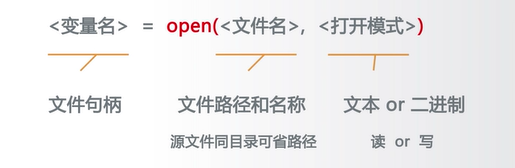 <变量名> = open(<文件名>, <打开模式>)
文件句柄 文件路径和名称 文本 or 二进制
源文件同目录可省路径 读 or 写